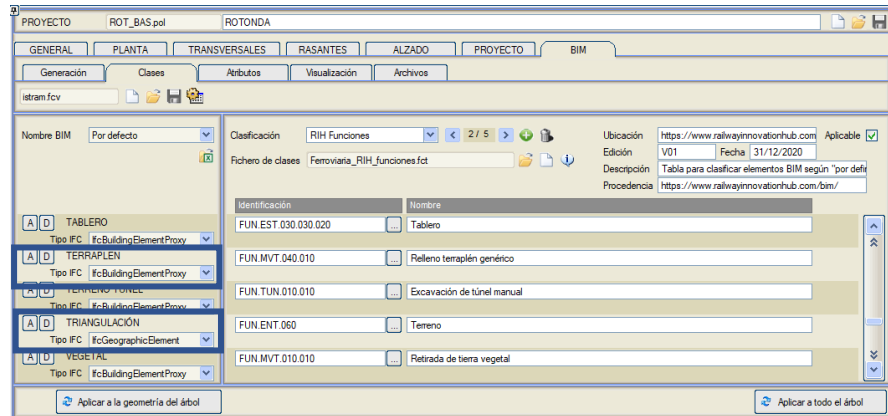 PROYECTO ROT_BAS.pol ROTONDA
GENERAL PLANTA TRANSVERSALES RASANTES ALZADO PROYECTO BIM
Generación Clases Atributos Visualización Archivos
istram.fcv
Nombre BIM Por defecto
Clasificación RIH Funciones 2 / 5
Ubicación https://www.railwayinnovationhub.com Aplicable
Edición V01 Fecha 31/12/2020
Fichero de clases Ferroviaria_RIH_funciones.fct
Descripción Tabla para clasificar elementos BIM según "por defin
Procedencia https://www.railwayinnovationhub.com/bim/
Identificación Nombre
A D TABLERO FUN.EST.030.030.020 ... Tablero
Tipo IFC IfcBuildingElementProxy
A D TERRAPLEN FUN.MVT.040.010 ... Relleno terraplén genérico
Tipo IFC IfcBuildingElementProxy
A D TERRENO TUNEL FUN.TUN.010.010 ... Excavación de túnel manual
Tipo IFC IfcBuildingElementProxy
A D TRIANGULACIÓN FUN.ENT.060 ... Terreno
Tipo IFC IfcGeographicElement
A D VEGETAL FUN.MVT.010.010 ... Retirada de tierra vegetal
Tipo IFC IfcBuildingElementProxy
Aplicar a la geometría del árbol Aplicar a todo el árbol